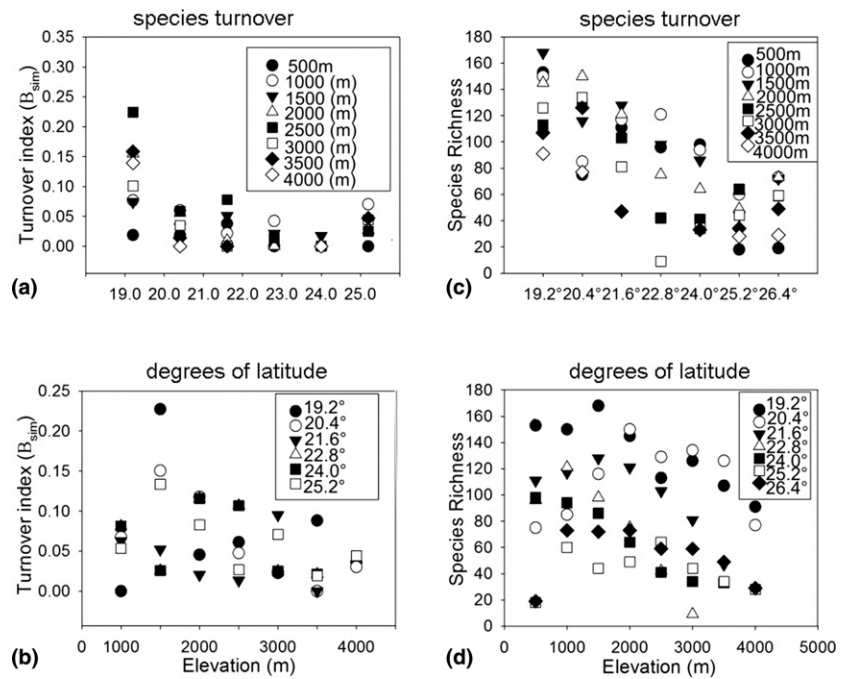 species turnover
Turnover index (Bsim)
0.35
0.30
0.25
0.20
0.15
0.10
0.05
0.00
500m
1000 (m)
1500 (m)
2000 (m)
2500 (m)
3000 (m)
3500 (m)
4000 (m)
19.0 20.0 21.0 22.0 23.0 24.0 25.0
(a)
species turnover
Species Richness
180
160
140
120
100
80
60
40
20
0
500m
1000m
1500m
2000m
2500m
3000m
3500m
4000m
19.2° 20.4° 21.6° 22.8° 24.0° 25.2° 26.4°
(c)
degrees of latitude
Turnover index (Bsim)
0.25
0.20
0.15
0.10
0.05
0.00
19.2°
20.4°
21.6°
22.8°
24.0°
25.2°
0 1000 2000 3000 4000
Elevation (m)
(b)
degrees of latitude
Species Richness
180
160
140
120
100
80
60
40
20
0
19.2°
20.4°
21.6°
22.8°
24.0°
25.2°
26.4°
0 1000 2000 3000 4000 5000
Elevation (m)
(d)